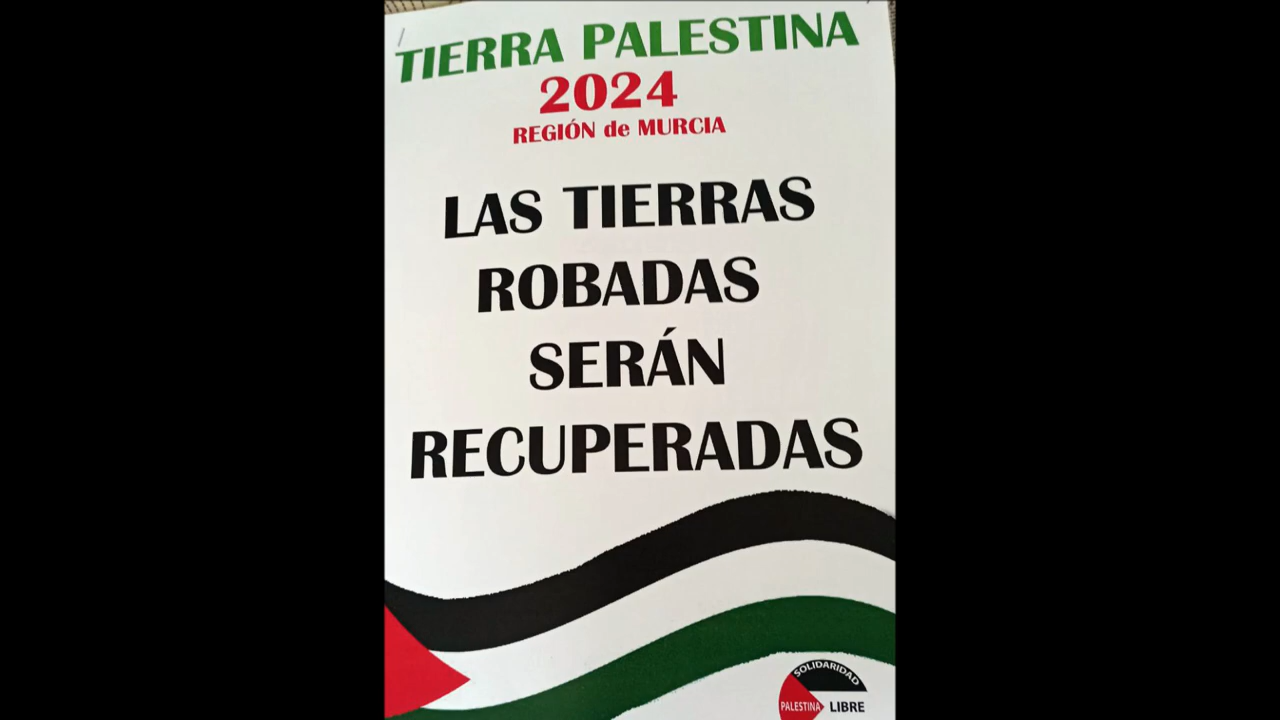 TIERRA PALESTINA
2024
REGIÓN de MURCIA
LAS TIERRAS
ROBADAS
SERÁN
RECUPERADAS
SOLIDARIDAD
PALESTINA LIBRE